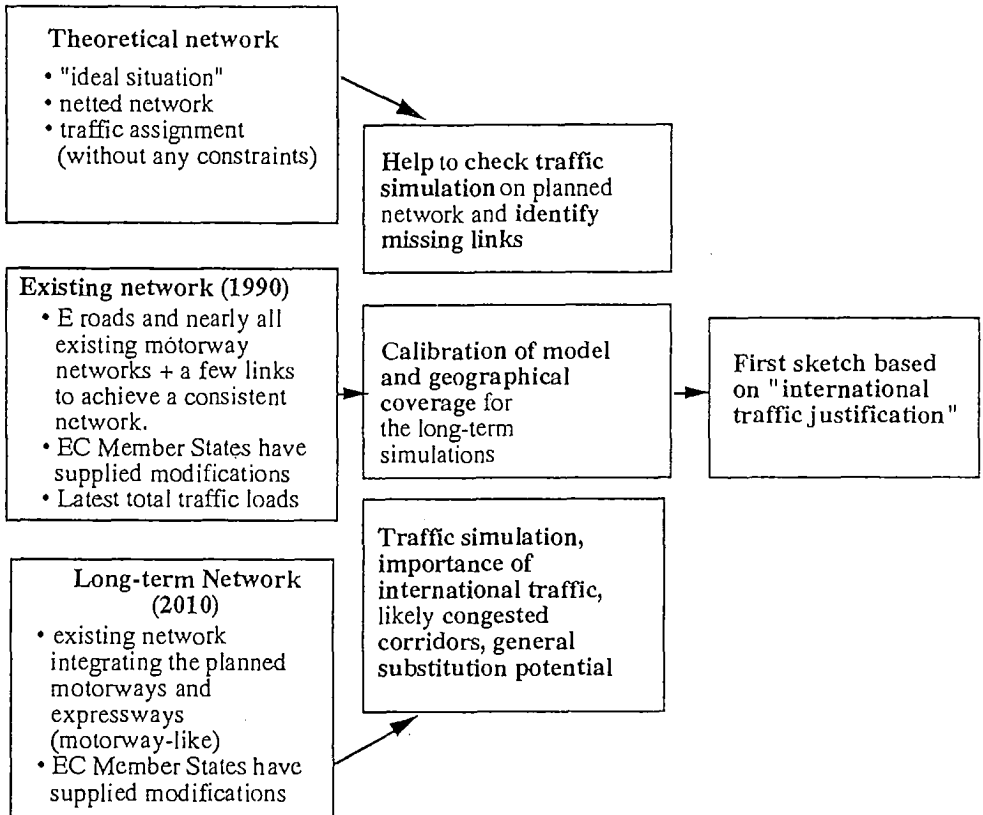 Theoretical network
• "ideal situation"
• netted network
• traffic assignment
(without any constraints)
Help to check traffic
simulation on planned
network and identify
missing links
Existing network (1990)
• E roads and nearly all
existing motorway
networks + a few links
to achieve a consistent
network.
• EC Member States have
supplied modifications
• Latest total traffic loads
Calibration of model
and geographical
coverage for
the long-term
simulations
First sketch based
on "international
traffic justification"
Long-term Network
(2010)
• existing network
integrating the planned
motorways and
expressways
(motorway-like)
• EC Member States have
supplied modifications
Traffic simulation,
importance of
international traffic,
likely congested
corridors, general
substitution potential